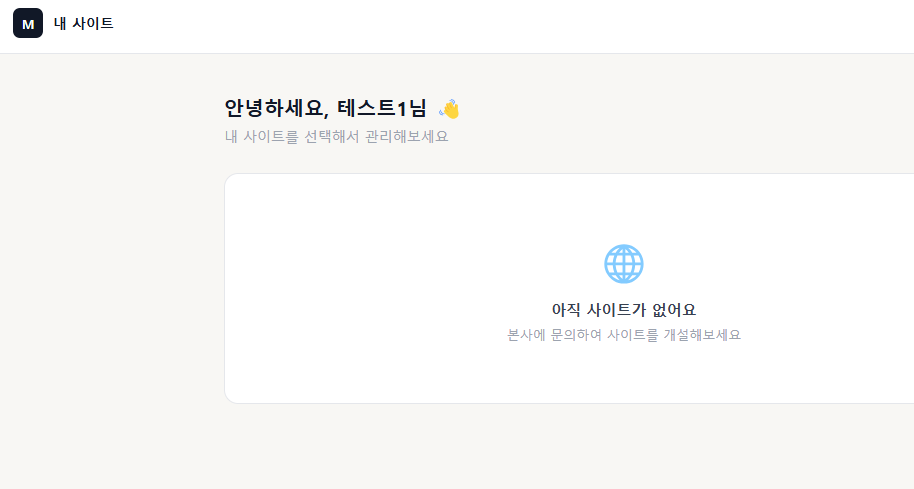 M 내 사이트
안녕하세요, 테스트1님 👋
내 사이트를 선택해서 관리해보세요
아직 사이트가 없어요
본사에 문의하여 사이트를 개설해보세요